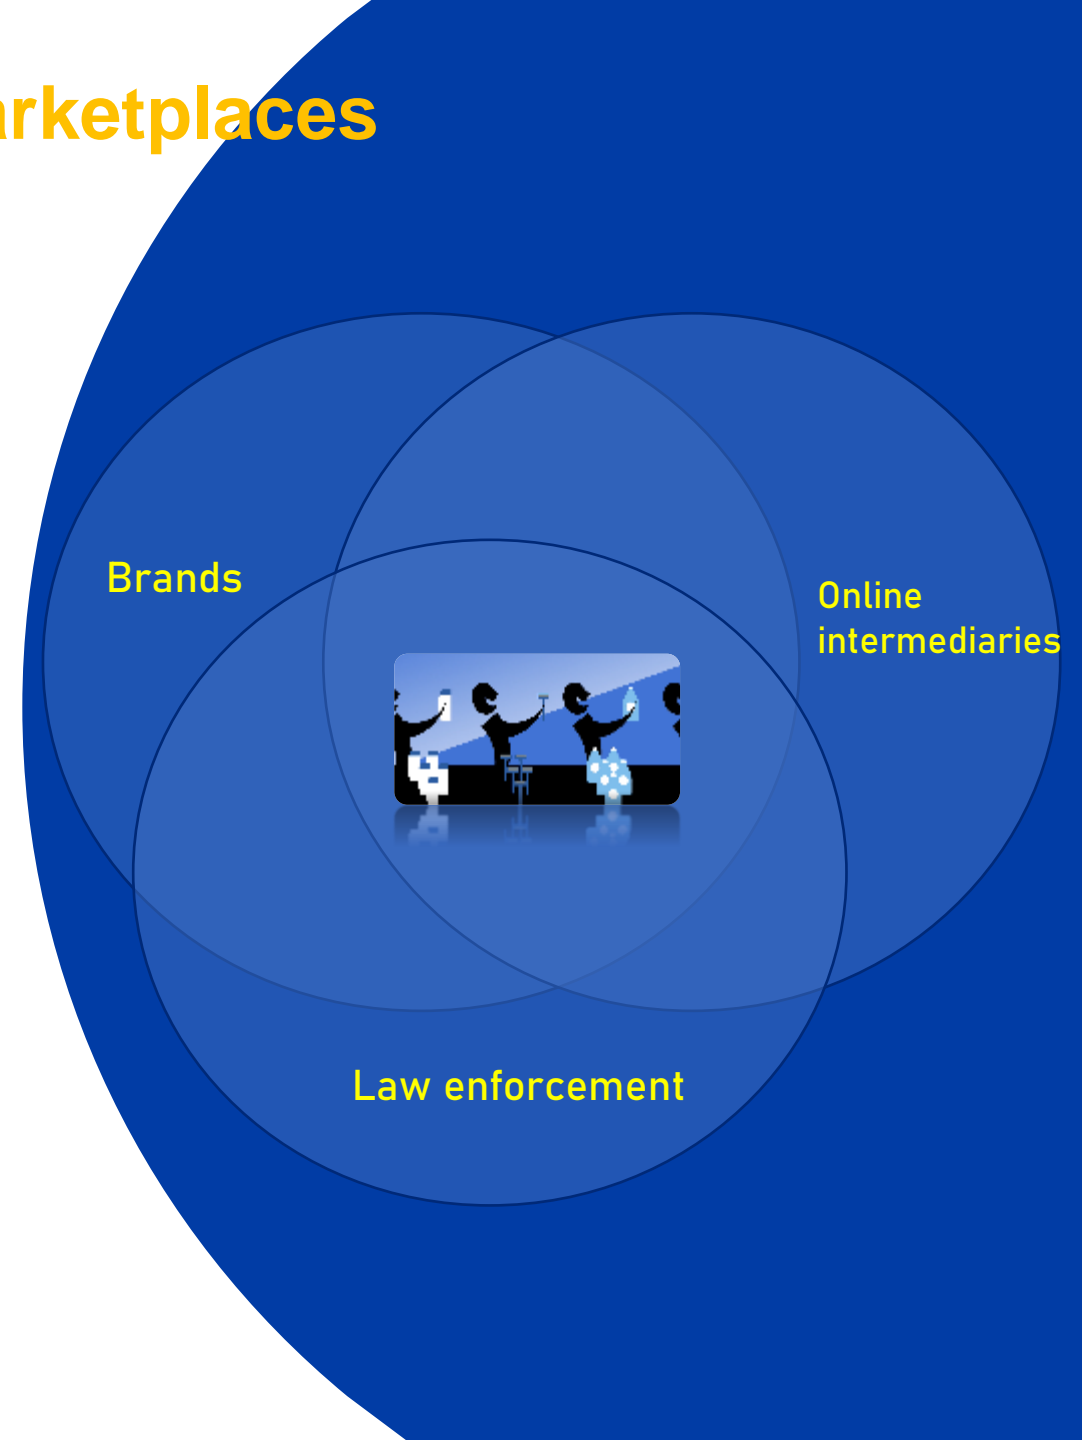 arketplaces
Brands
Online
intermediaries
Law enforcement